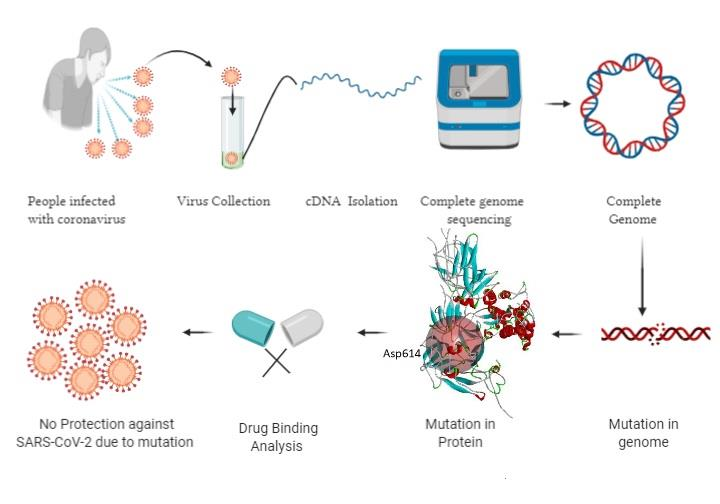 People infected
with coronavirus
Virus Collection
cDNA Isolation
Complete genome
sequencing
Complete
Genome
Asp614
No Protection against
SARS-CoV-2 due to mutation
Drug Binding
Analysis
Mutation in
Protein
Mutation in
genome